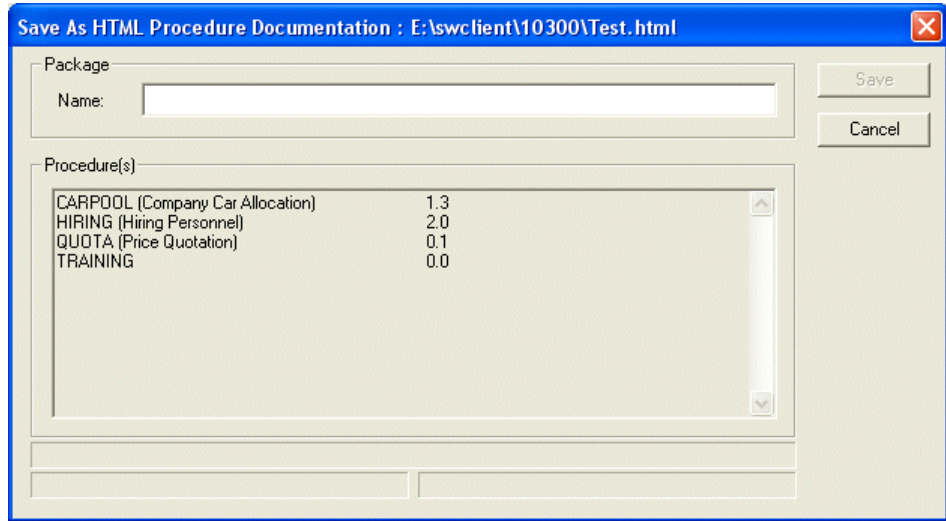 Save As HTML Procedure Documentation : E:\swclient\10300\Test.html
Package
Save
Name:
Cancel
Procedure(s)
CARPOOL (Company Car Allocation) 1.3
HIRING (Hiring Personnel) 2.0
QUOTA (Price Quotation) 0.1
TRAINING 0.0